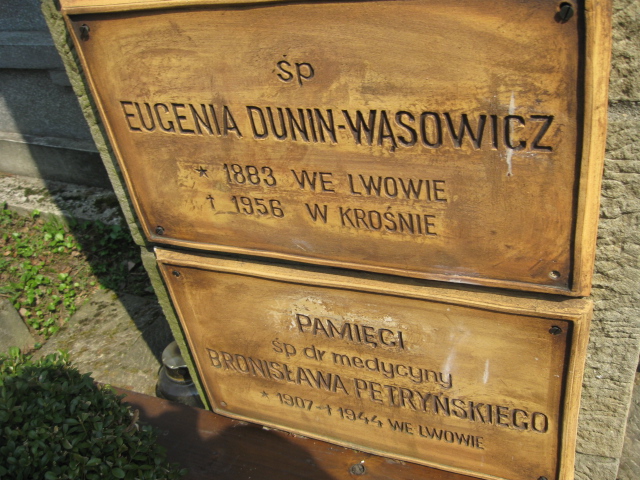 śp
EUGENIA DUNIN-WĄSOWICZ
* 1883 WE LWOWIE
† 1956 W KROŚNIE
PAMIĘCI
śp dr medycyny
BRONISŁAWA PETRYŃSKIEGO
* 1907-† 1944 WE LWOWIE